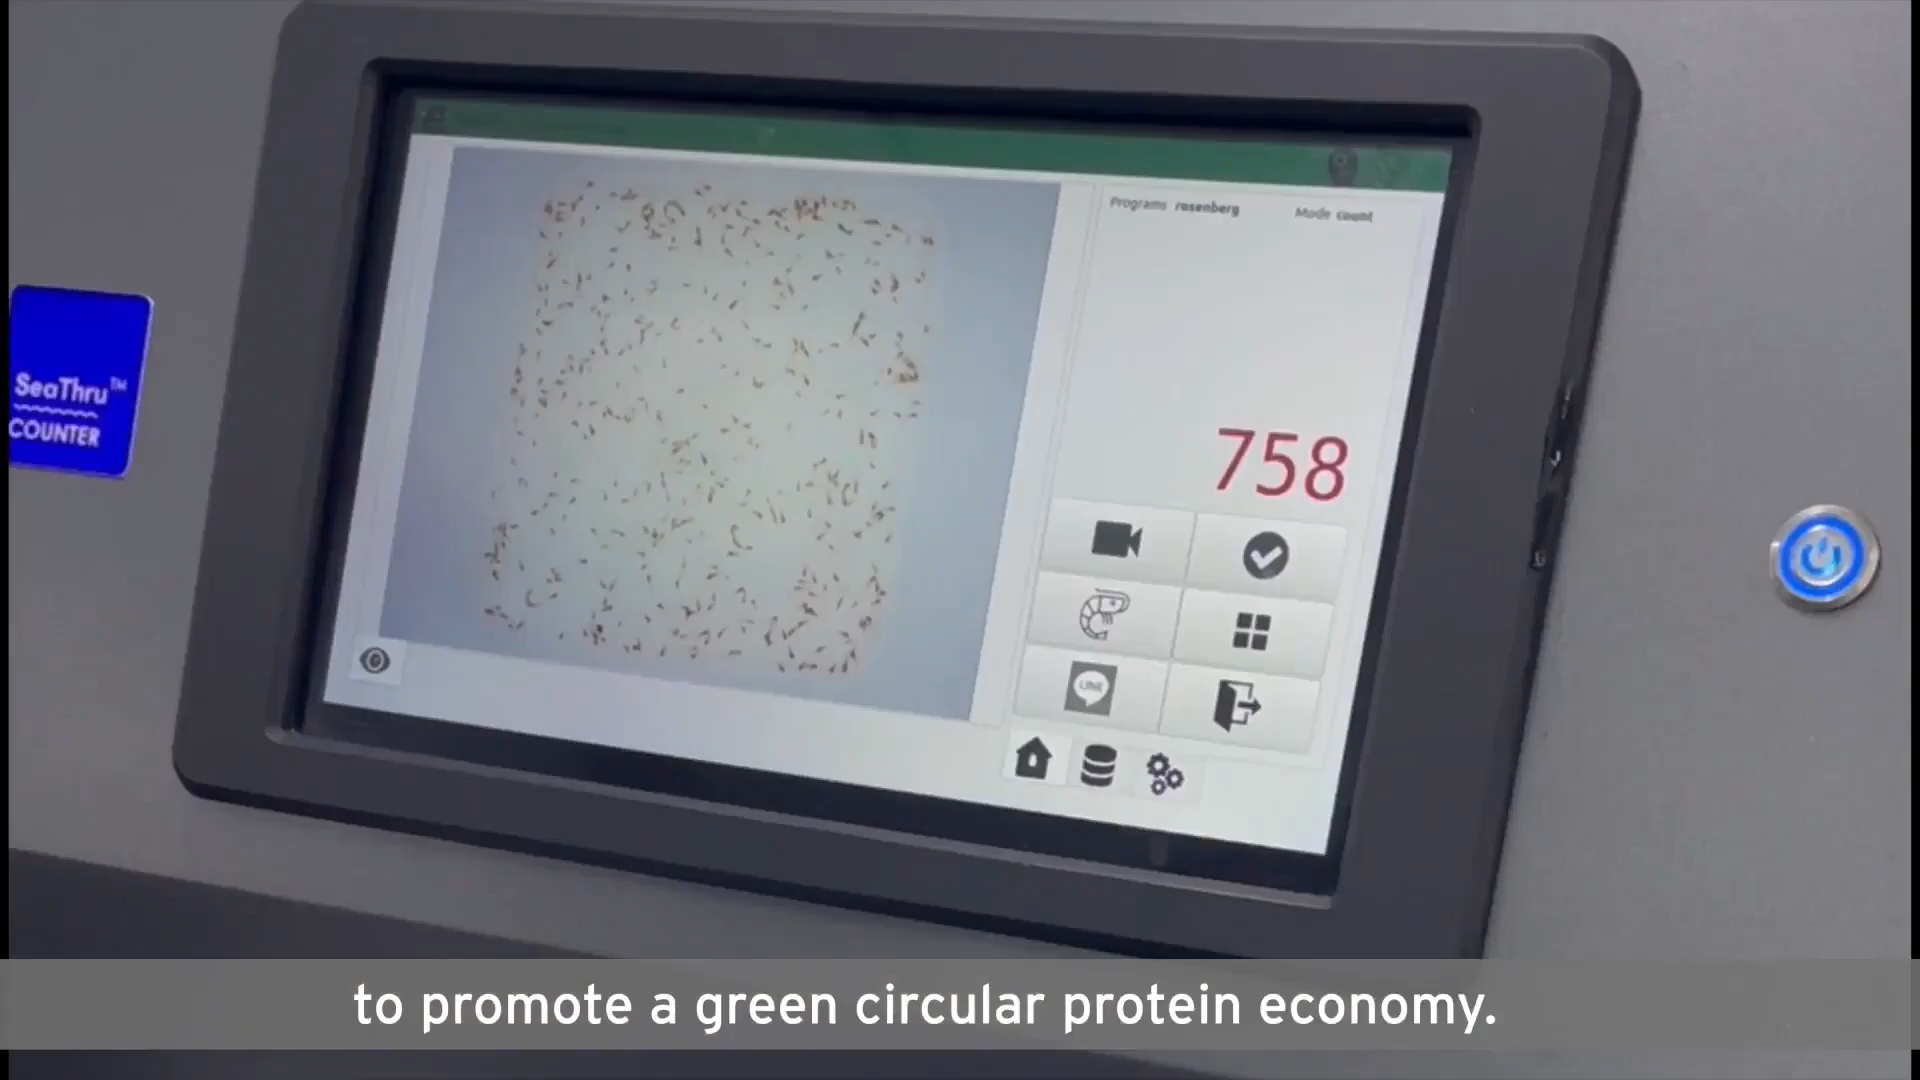 SeaThru™
COUNTER
Programs rosenberg
Mode count
758
LINE
to promote a green circular protein economy.